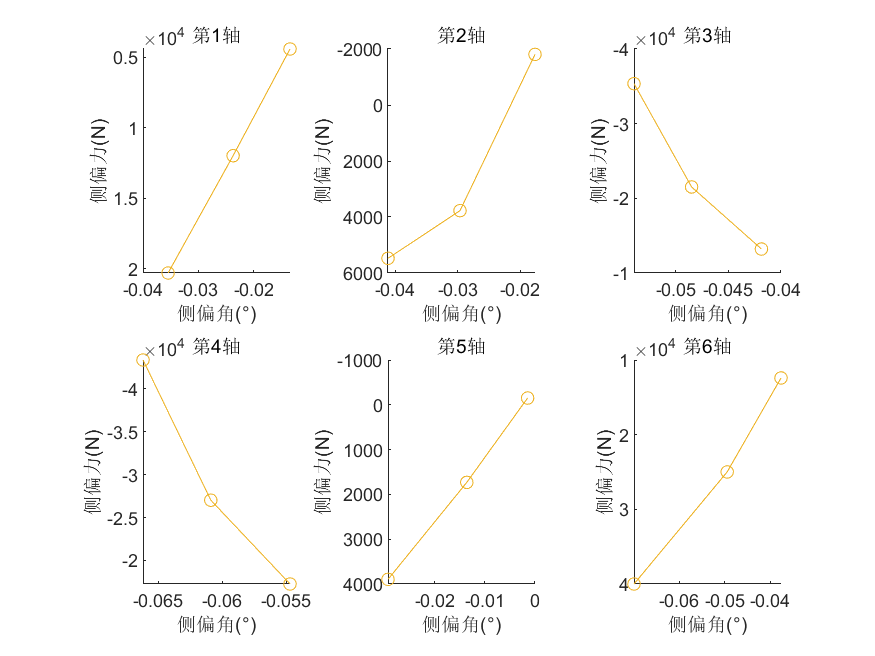 ×10⁴ 第1轴
0.5
1
1.5
2
-0.04 -0.03 -0.02
侧偏角(°)
侧偏力(N)
第2轴
-2000
0
2000
4000
6000
-0.04 -0.03 -0.02
侧偏角(°)
侧偏力(N)
×10⁴ 第3轴
-4
-3
-2
-1
-0.05 -0.045 -0.04
侧偏角(°)
侧偏力(N)
×10⁴ 第4轴
-4
-3.5
-3
-2.5
-2
-0.065 -0.06 -0.055
侧偏角(°)
侧偏力(N)
第5轴
-1000
0
1000
2000
3000
4000
-0.02 -0.01 0
侧偏角(°)
侧偏力(N)
×10⁴ 第6轴
1
2
3
4
-0.06 -0.05 -0.04
侧偏角(°)
侧偏力(N)